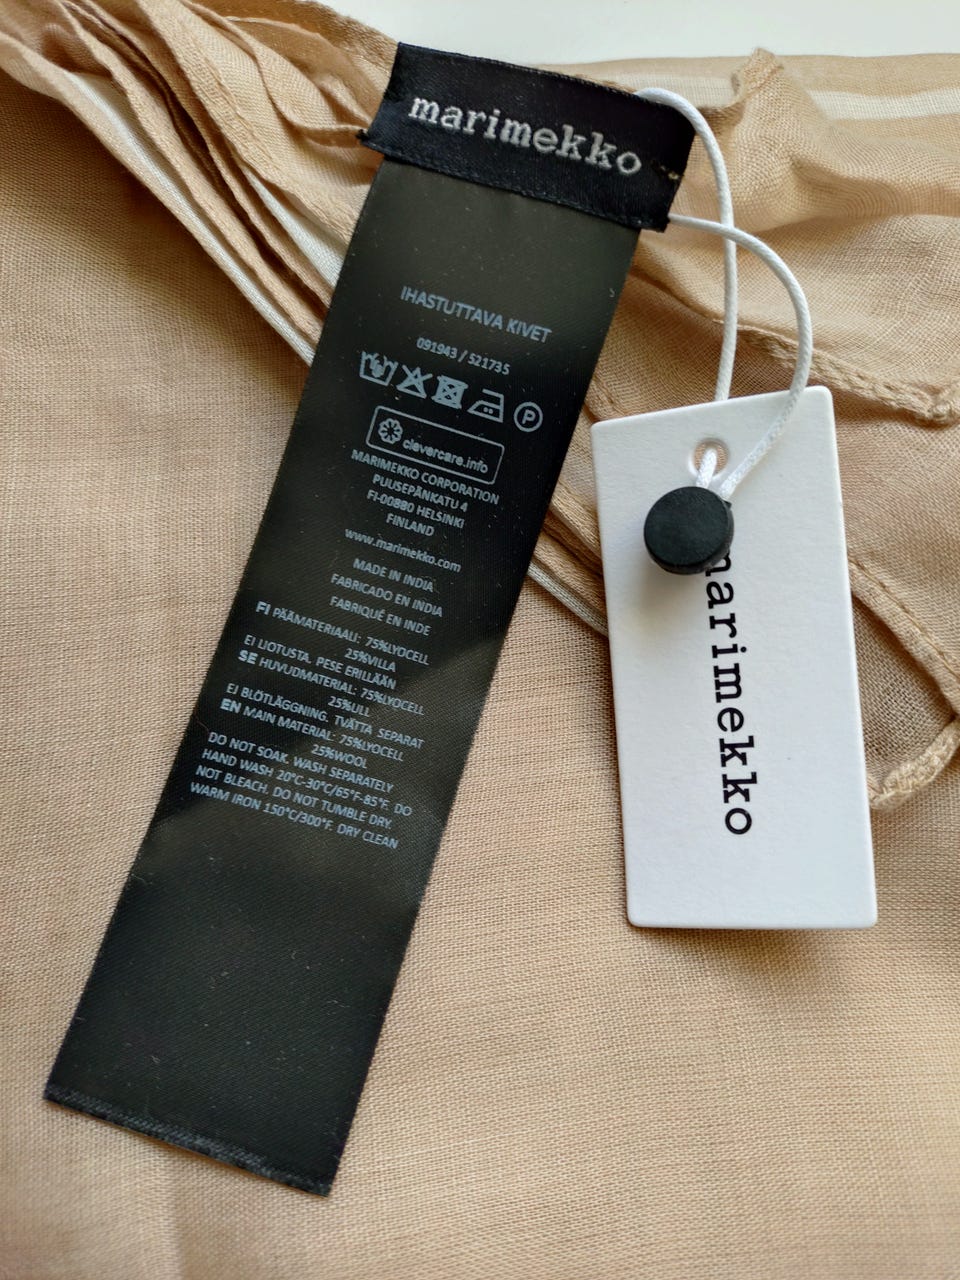 marimekko
IHASTUTTAVA KIVET
091943 / 521735
P
clevercare.info
MARIMEKKO CORPORATION
PUUSEPÄNKATU 4
FI-00880 HELSINKI
FINLAND
www.marimekko.com
MADE IN INDIA
FABRICADO EN INDIA
FABRIQUÉ EN INDE
FI PÄÄMATERIAALI: 75%LYOCELL
25%VILLA
EI LIOTUSTA. PESE ERILLÄÄN
SE HUVUDMATERIAL: 75%LYOCELL
25%ULL
EJ BLÖTLÄGGNING. TVÄTTA SEPARAT
EN MAIN MATERIAL: 75%LYOCELL
25%WOOL
DO NOT SOAK. WASH SEPARATELY
HAND WASH 20°C-30°C/65°F-85°F. DO
NOT BLEACH. DO NOT TUMBLE DRY.
WARM IRON 150°C/300°F. DRY CLEAN
marimekko